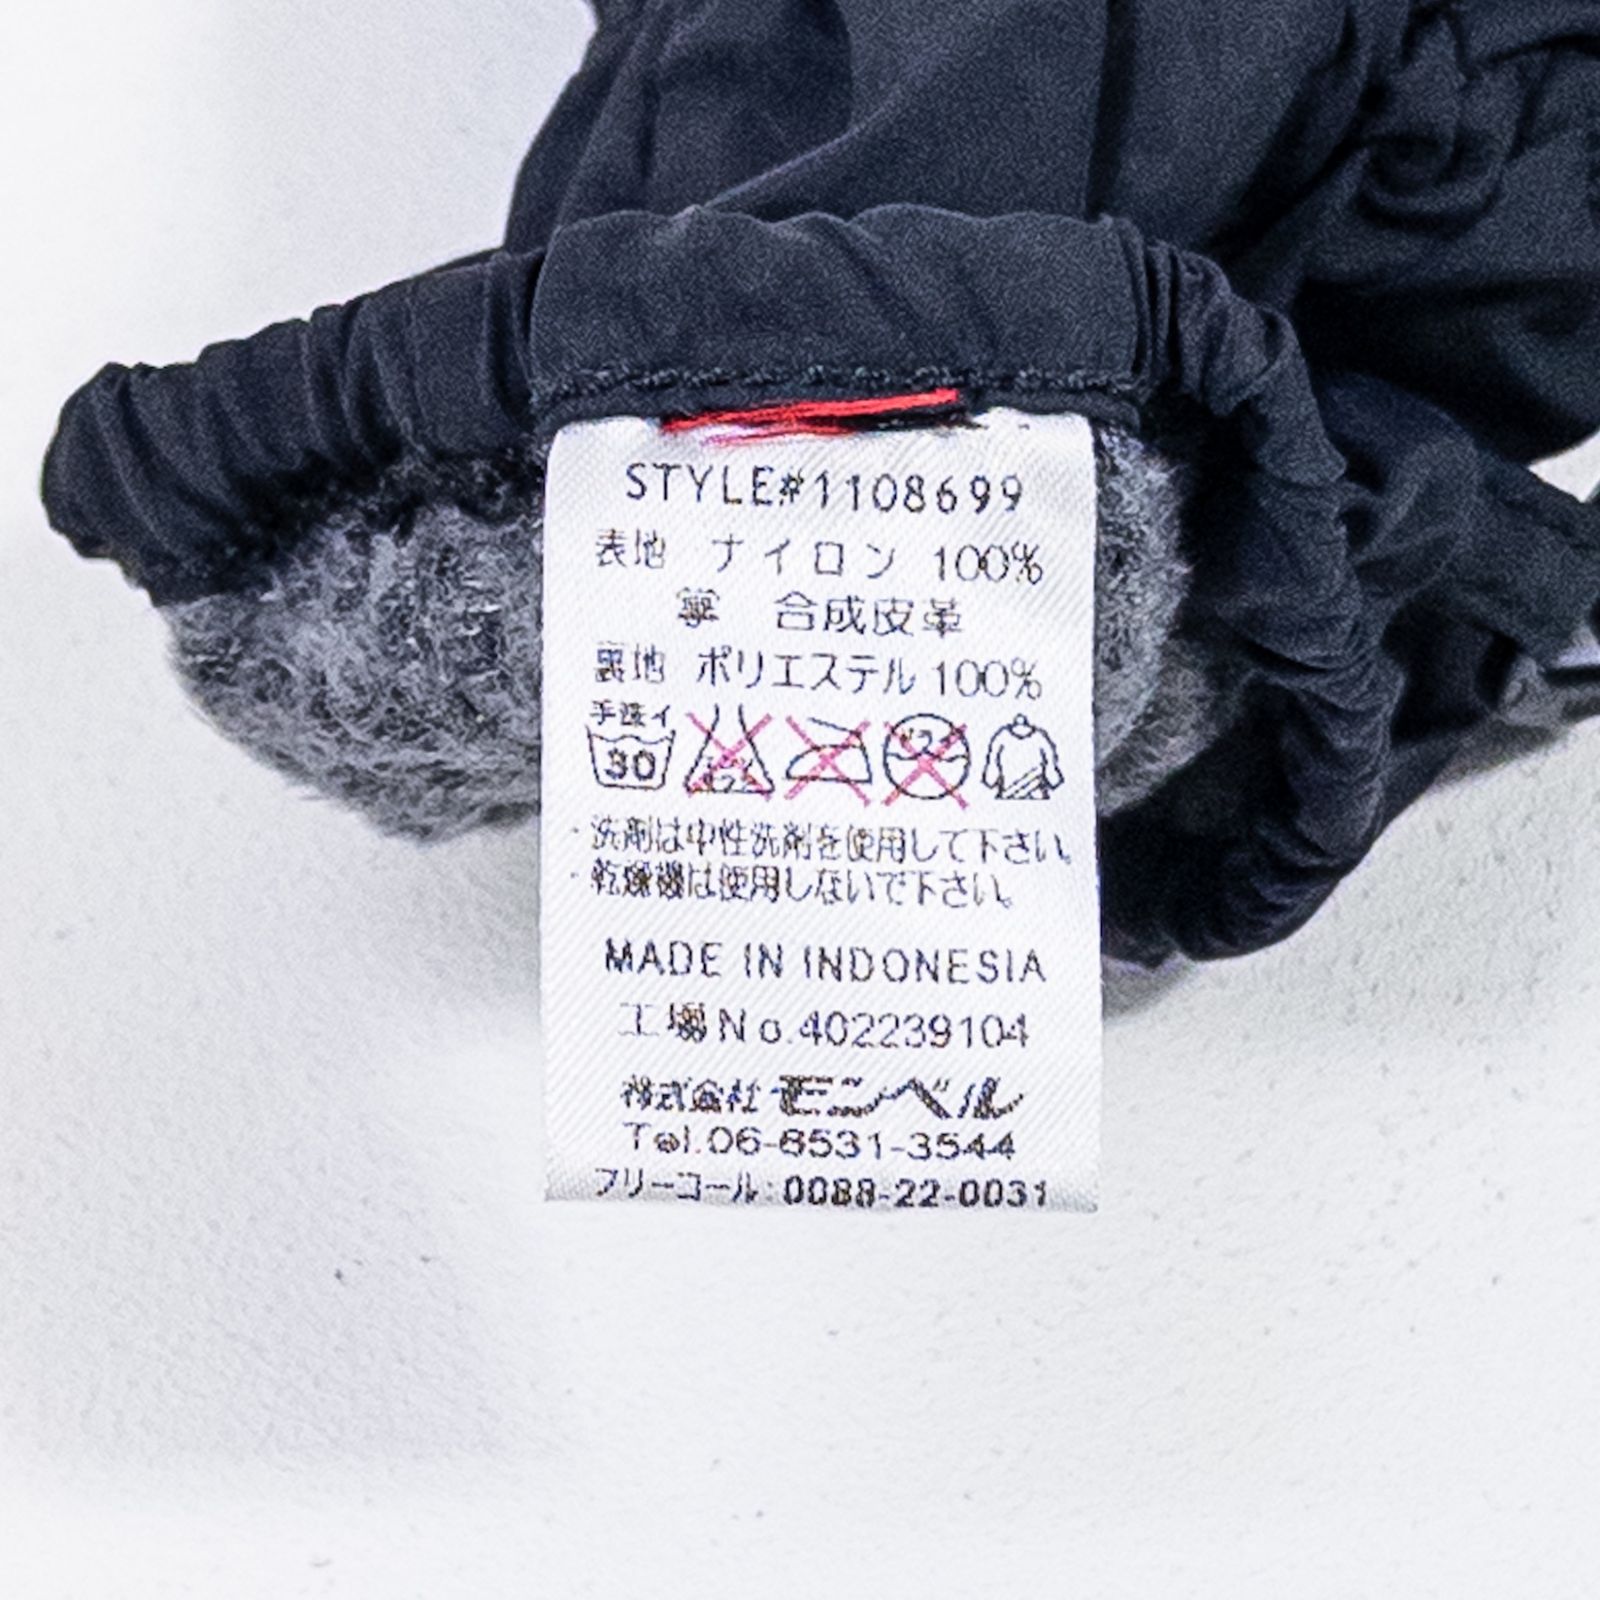 STYLE#1108699
表地 ナイロン 100%
掌 合成皮革
裏地 ポリエステル 100%
手洗イ
30
洗剤は中性洗剤を使用して下さい。
乾燥機は使用しないで下さい。
MADE IN INDONESIA
工場No.402239104
株式会社 モンベル
Tel.06-6531-3544
フリーコール:0088-22-0031